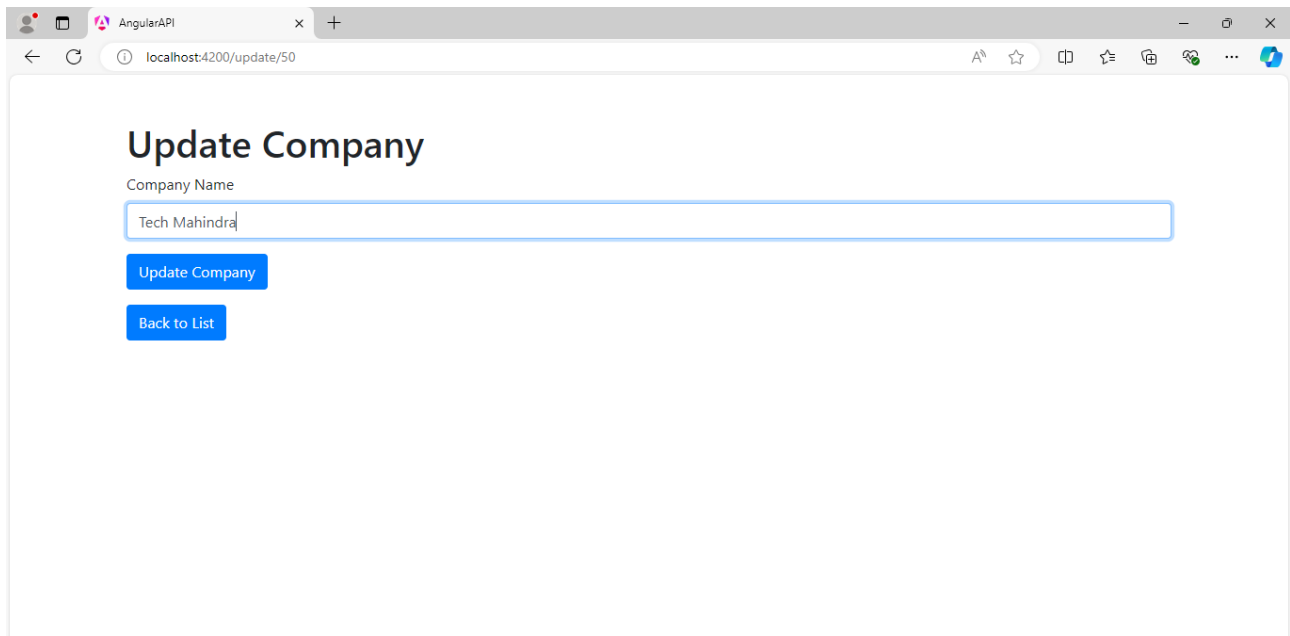 AngularAPI
localhost:4200/update/50
Update Company
Company Name
Tech Mahindra
Update Company
Back to List